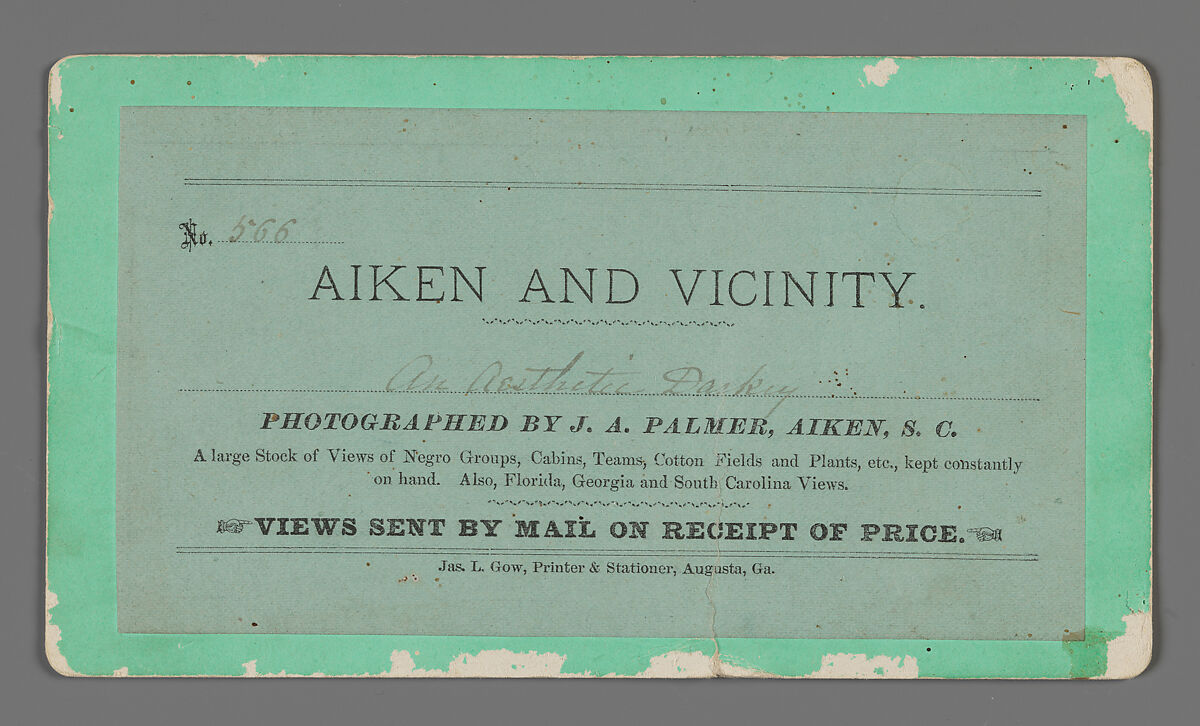 No. 566
AIKEN AND VICINITY.
An Aesthetic Darkey
PHOTOGRAPHED BY J. A. PALMER, AIKEN, S. C.
A large Stock of Views of Negro Groups, Cabins, Teams, Cotton Fields and Plants, etc., kept constantly
on hand. Also, Florida, Georgia and South Carolina Views.
VIEWS SENT BY MAIL ON RECEIPT OF PRICE.
Jas. L. Gow, Printer & Stationer, Augusta, Ga.